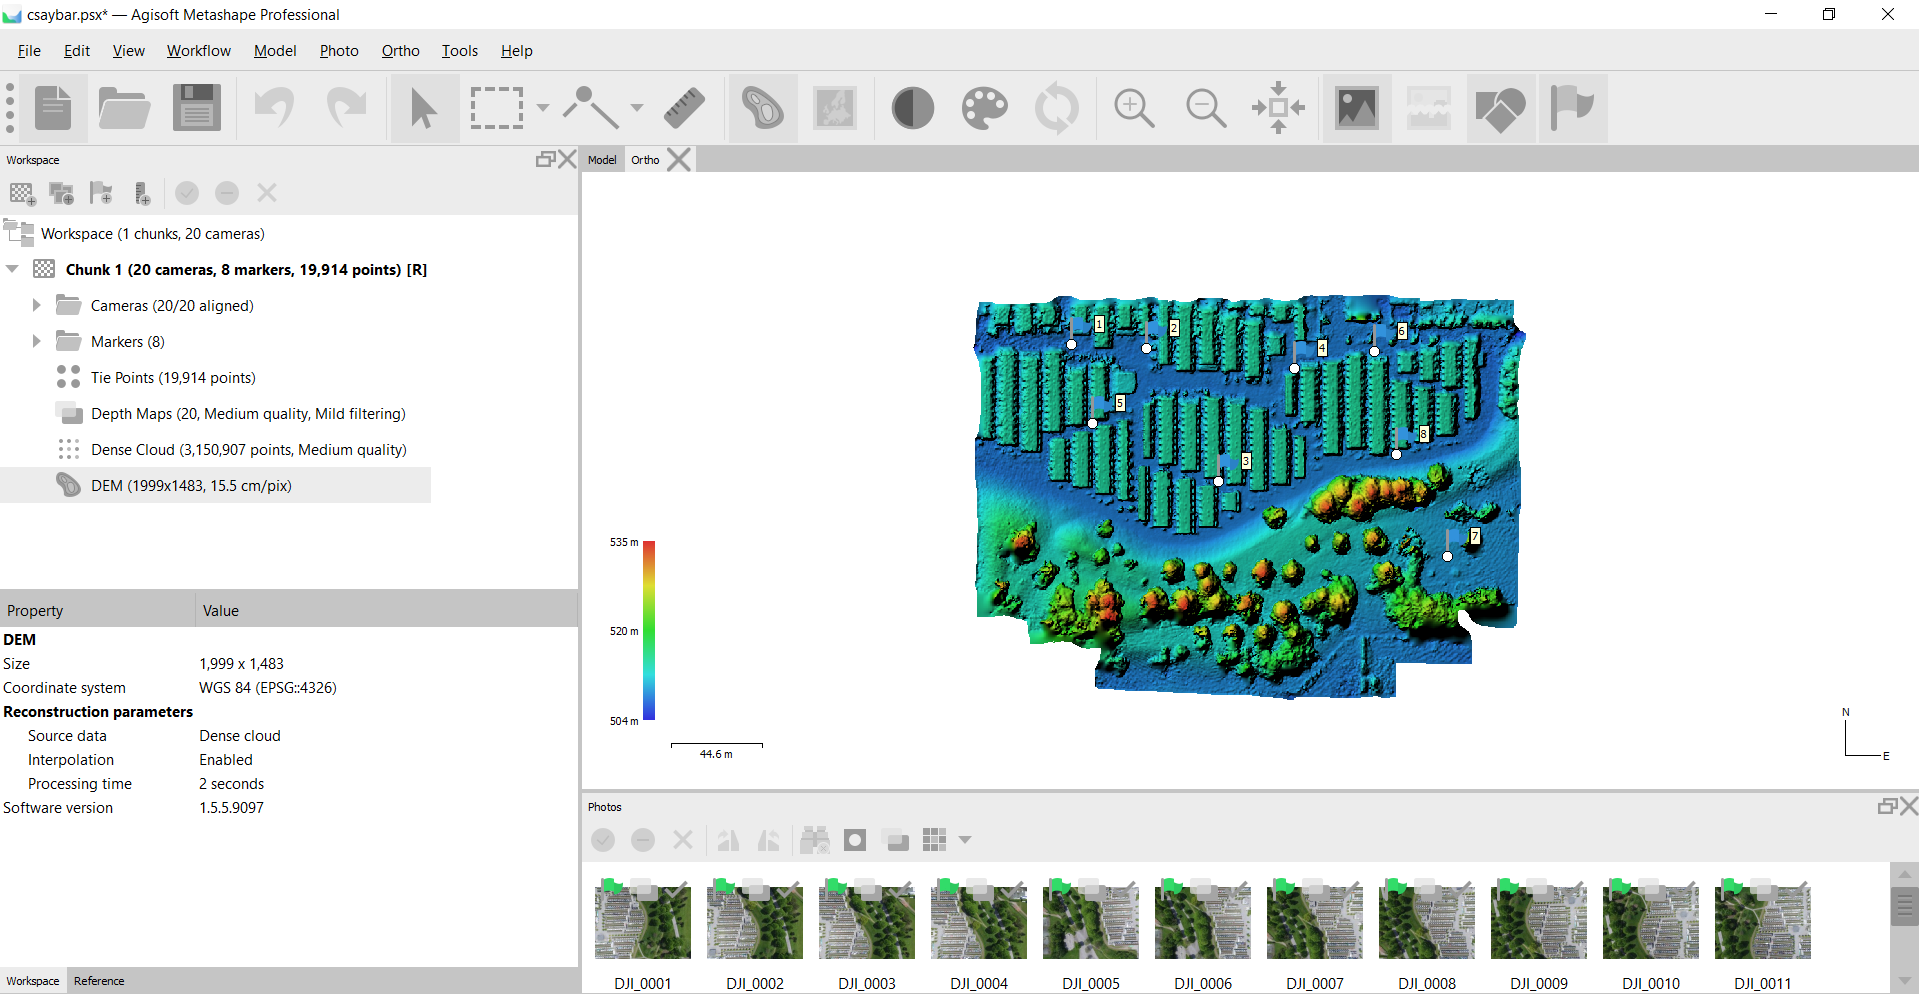 csaybar.psx* — Agisoft Metashape Professional
File Edit View Workflow Model Photo Ortho Tools Help
Workspace
Model Ortho
Workspace (1 chunks, 20 cameras)
Chunk 1 (20 cameras, 8 markers, 19,914 points) [R]
Cameras (20/20 aligned)
Markers (8)
Tie Points (19,914 points)
Depth Maps (20, Medium quality, Mild filtering)
Dense Cloud (3,150,907 points, Medium quality)
DEM (1999x1483, 15.5 cm/pix)
Property Value
DEM
Size 1,999 x 1,483
Coordinate system WGS 84 (EPSG::4326)
Reconstruction parameters
Source data Dense cloud
Interpolation Enabled
Processing time 2 seconds
Software version 1.5.5.9097
Workspace Reference
1
2
6
4
5
8
3
7
535 m
520 m
504 m
44.6 m
N
E
Photos
DJI_0001 DJI_0002 DJI_0003 DJI_0004 DJI_0005 DJI_0006 DJI_0007 DJI_0008 DJI_0009 DJI_0010 DJI_0011